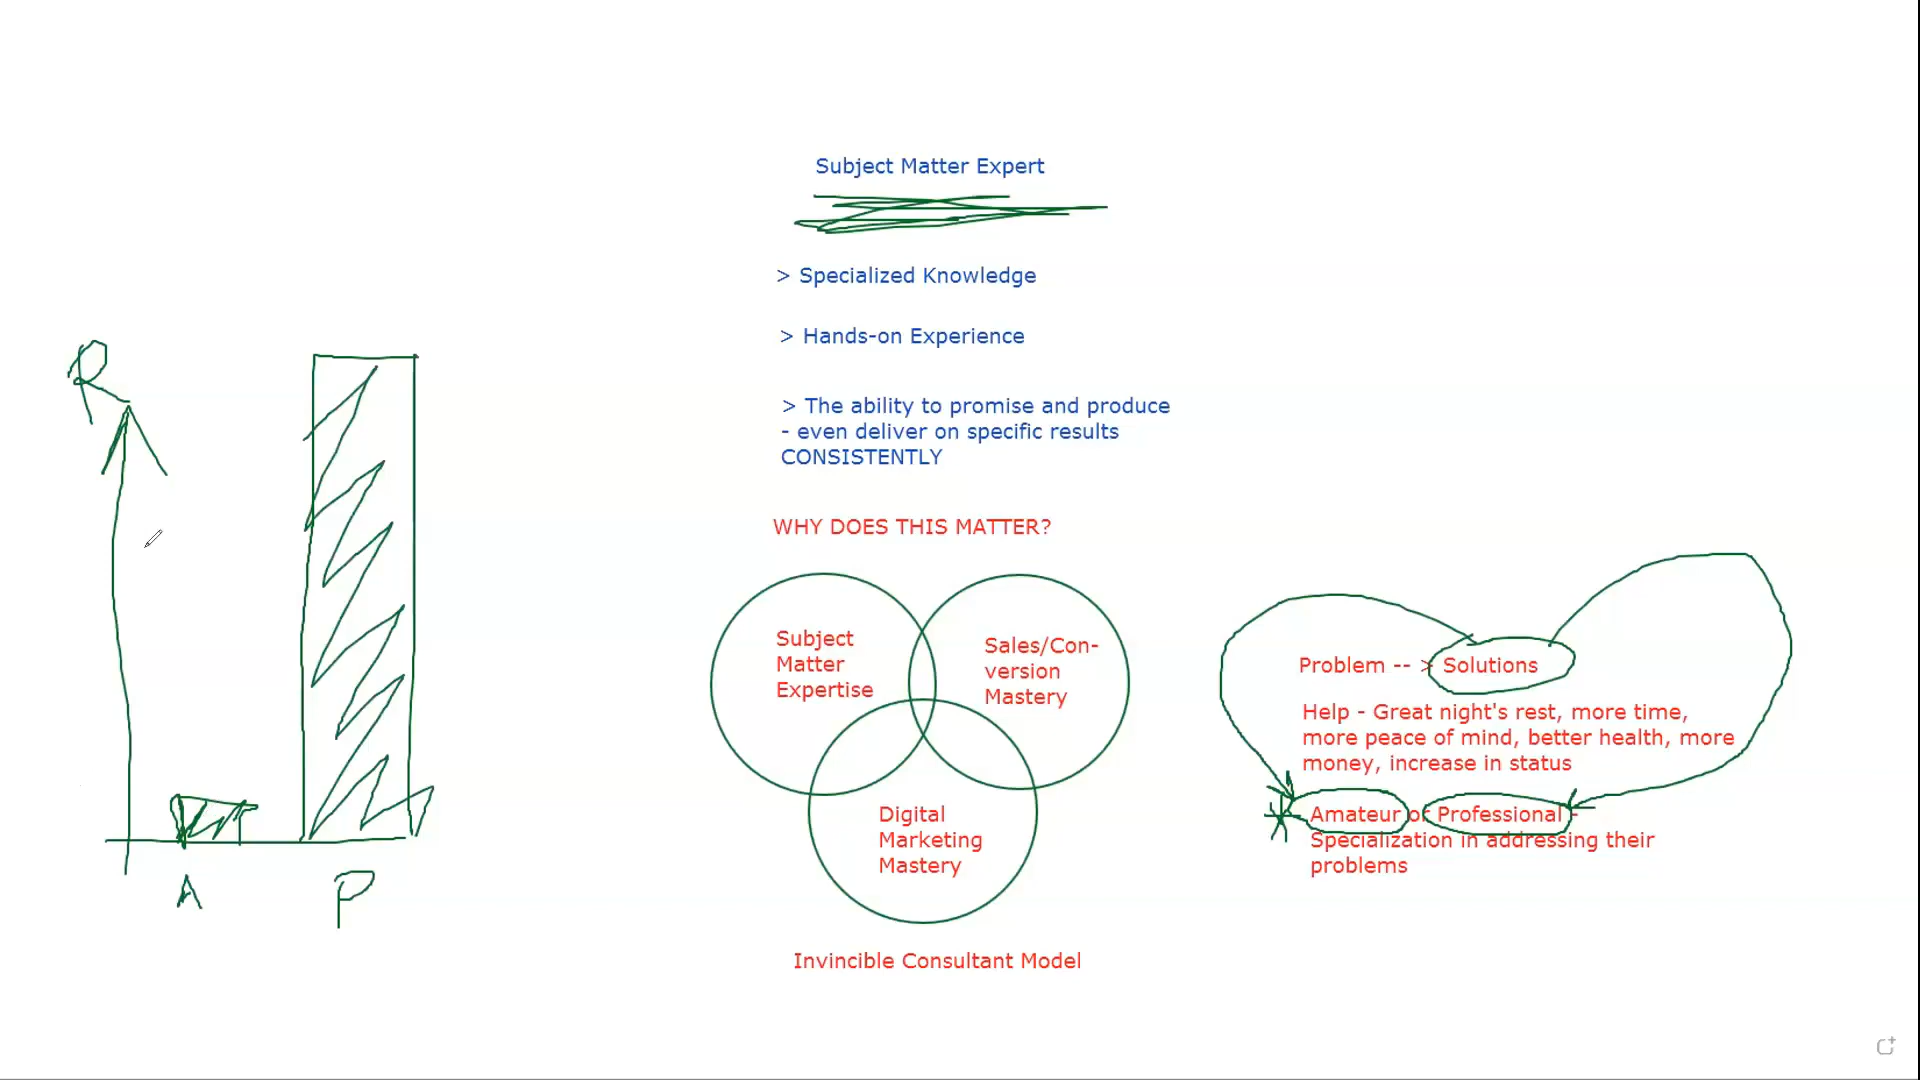 Subject Matter Expert
> Specialized Knowledge
> Hands-on Experience
> The ability to promise and produce
- even deliver on specific results
CONSISTENTLY
WHY DOES THIS MATTER?
Subject
Matter
Expertise
Sales/Con-
version
Mastery
Digital
Marketing
Mastery
Invincible Consultant Model
Problem -- > Solutions
Help - Great night's rest, more time,
more peace of mind, better health, more
money, increase in status
Amateur or Professional -
Specialization in addressing their
problems
R
A
P